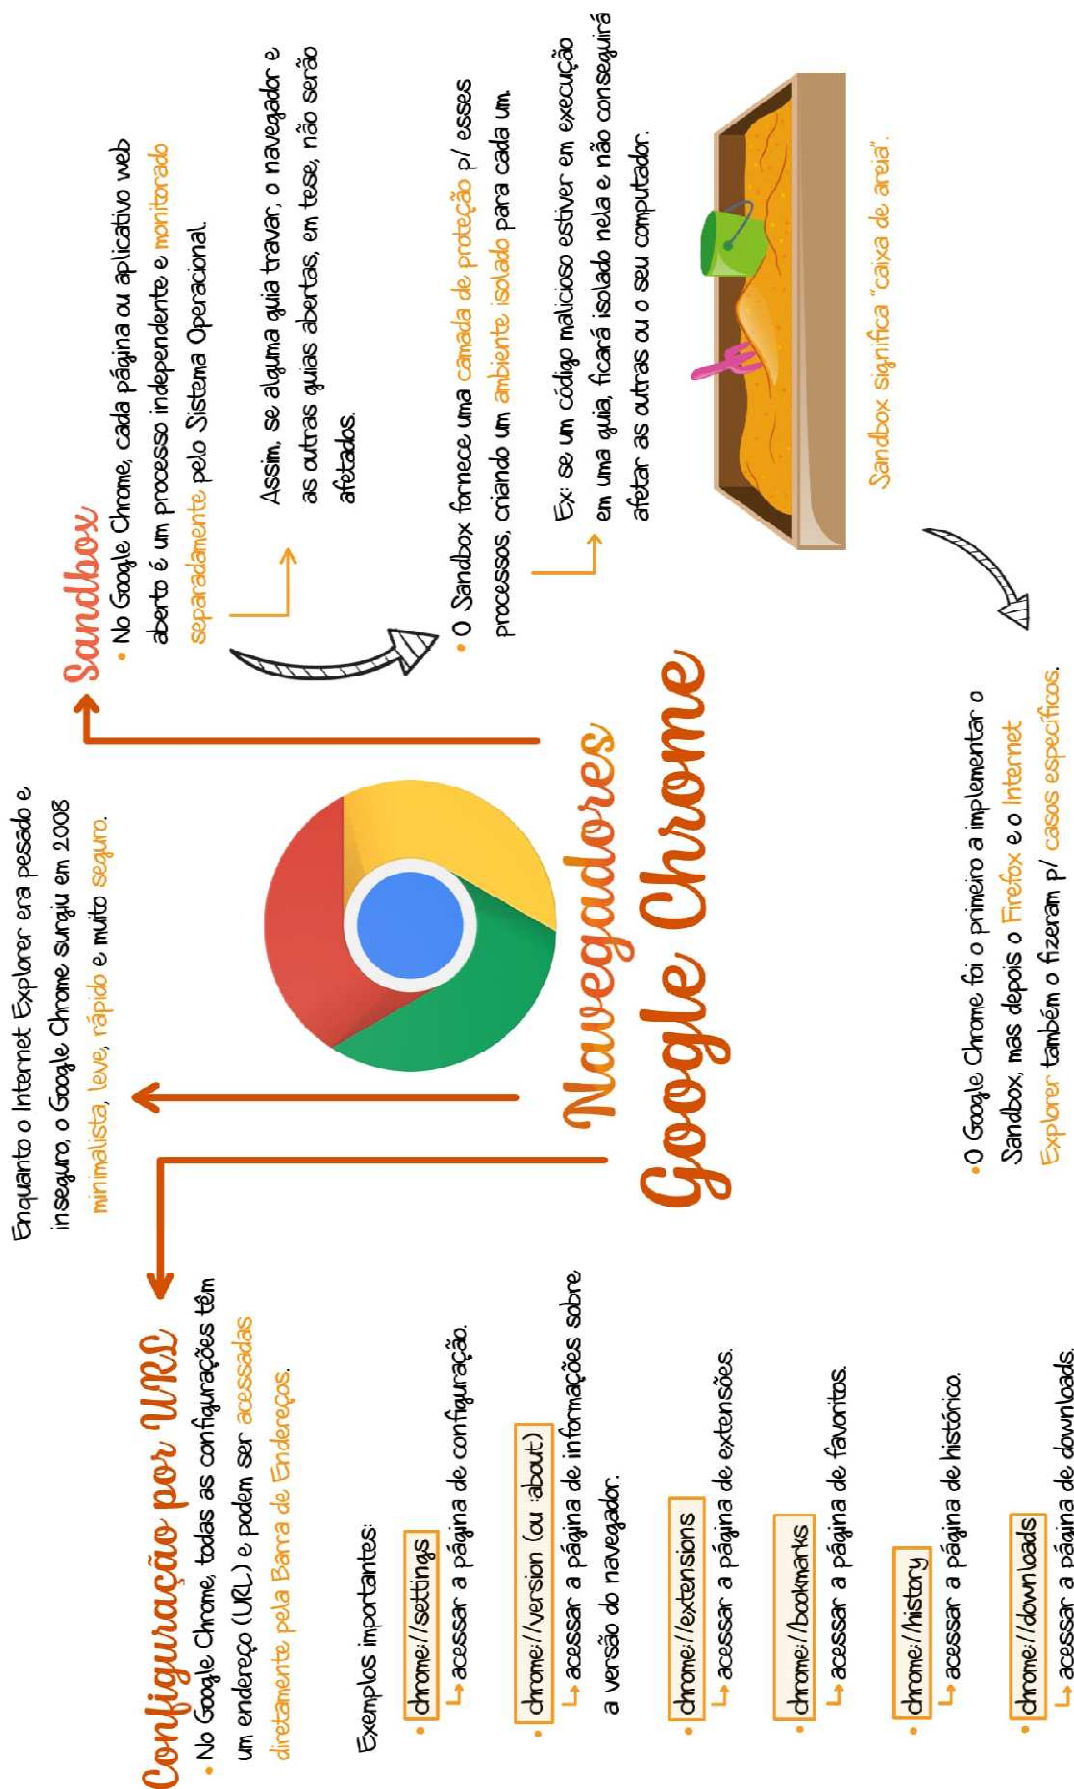 Enquanto o Internet Explorer era pesado e
inseguro, o Google Chrome surgiu em 2008
minimalista, leve, rápido e muito seguro.
Navegadores
Google Chrome
Configuração por URL
• No Google Chrome, todas as configurações têm
um endereço (URL) e podem ser acessadas
diretamente pela Barra de Endereços.
Exemplos importantes:
• chrome://settings
acessar a página de configuração.
• chrome://version (ou :about)
acessar a página de informações sobre
a versão do navegador.
• chrome://extensions
acessar a página de extensões.
• chrome://bookmarks
acessar a página de favoritos.
• chrome://history
acessar a página de histórico.
• chrome://downloads
acessar a página de downloads.
Sandbox
• No Google Chrome, cada página ou aplicativo web
aberto é um processo independente e monitorado
separadamente pelo Sistema Operacional.
Assim, se alguma guia travar, o navegador e
as outras guias abertas, em tese, não serão
afetados.
• O Sandbox fornece uma camada de proteção p/ esses
processos, criando um ambiente isolado para cada um.
Ex: se um código malicioso estiver em execução
em uma guia, ficará isolado nela e não conseguirá
afetar as outras ou o seu computador.
Sandbox significa "caixa de areia".
• O Google Chrome foi o primeiro a implementar o
Sandbox, mas depois o Firefox e o Internet
Explorer também o fizeram p/ casos específicos.